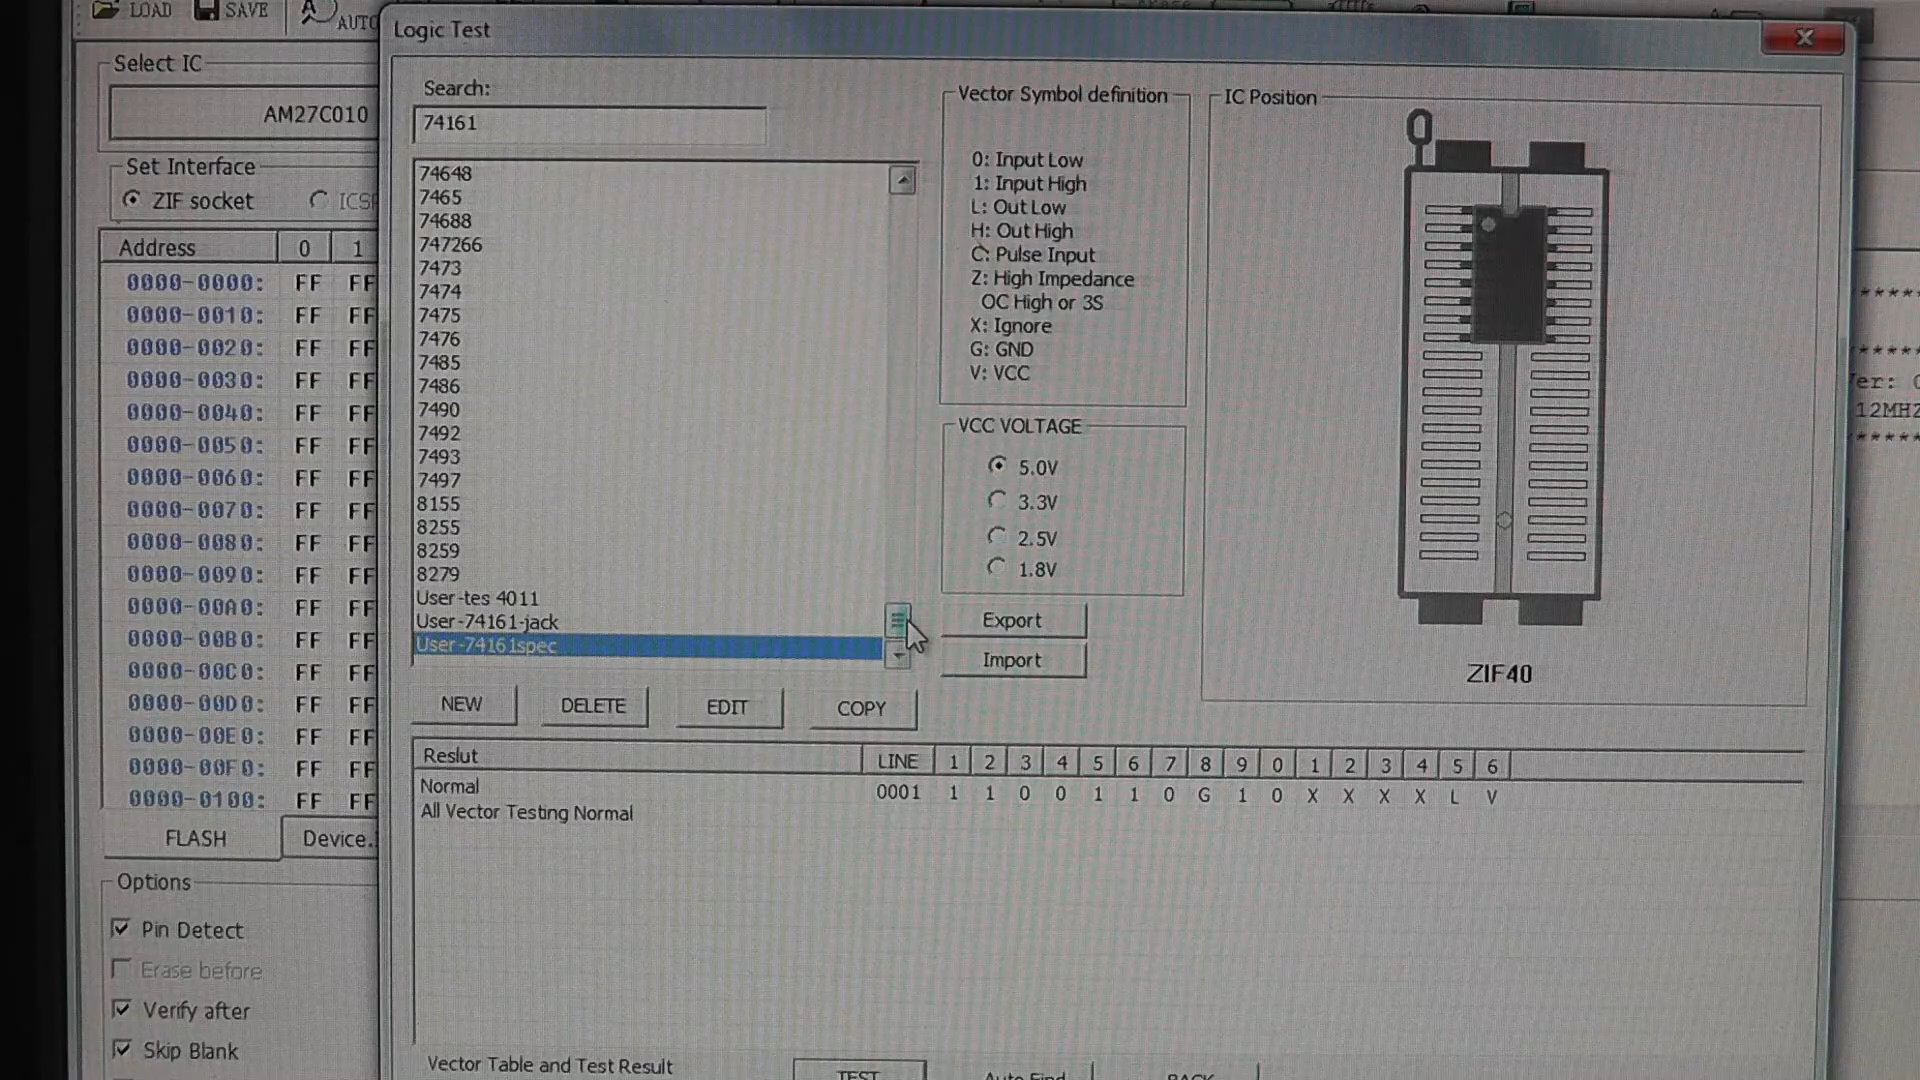 LOAD SAVE AUTO
Select IC
AM27C010
Set Interface
ZIF socket ICS
Address 0 1
0000-0000: FF FF
0000-0010: FF FF
0000-0020: FF FF
0000-0030: FF FF
0000-0040: FF FF
0000-0050: FF FF
0000-0060: FF FF
0000-0070: FF FF
0000-0080: FF FF
0000-0090: FF FF
0000-00A0: FF FF
0000-00B0: FF FF
0000-00C0: FF FF
0000-00D0: FF FF
0000-00E0: FF FF
0000-00F0: FF FF
0000-0100: FF FF
FLASH Device.
Options
Pin Detect
Erase before
Verify after
Skip Blank
Logic Test
Search:
74161
74648
7465
74688
747266
7473
7474
7475
7476
7485
7486
7490
7492
7493
7497
8155
8255
8259
8279
User-tes 4011
User-74161-jack
User-74161spec
NEW DELETE EDIT COPY
Vector Symbol definition
0: Input Low
1: Input High
L: Out Low
H: Out High
C: Pulse Input
Z: High Impedance
OC High or 3S
X: Ignore
G: GND
V: VCC
VCC VOLTAGE
5.0V
3.3V
2.5V
1.8V
Export
Import
IC Position
ZIF40
Reslut LINE 1 2 3 4 5 6 7 8 9 0 1 2 3 4 5 6
Normal 0001 1 1 0 0 1 1 0 G 1 0 X X X X L V
All Vector Testing Normal
Vector Table and Test Result
TEST Auto Find BACK
*****
*****
Ver:
12MHZ
*****